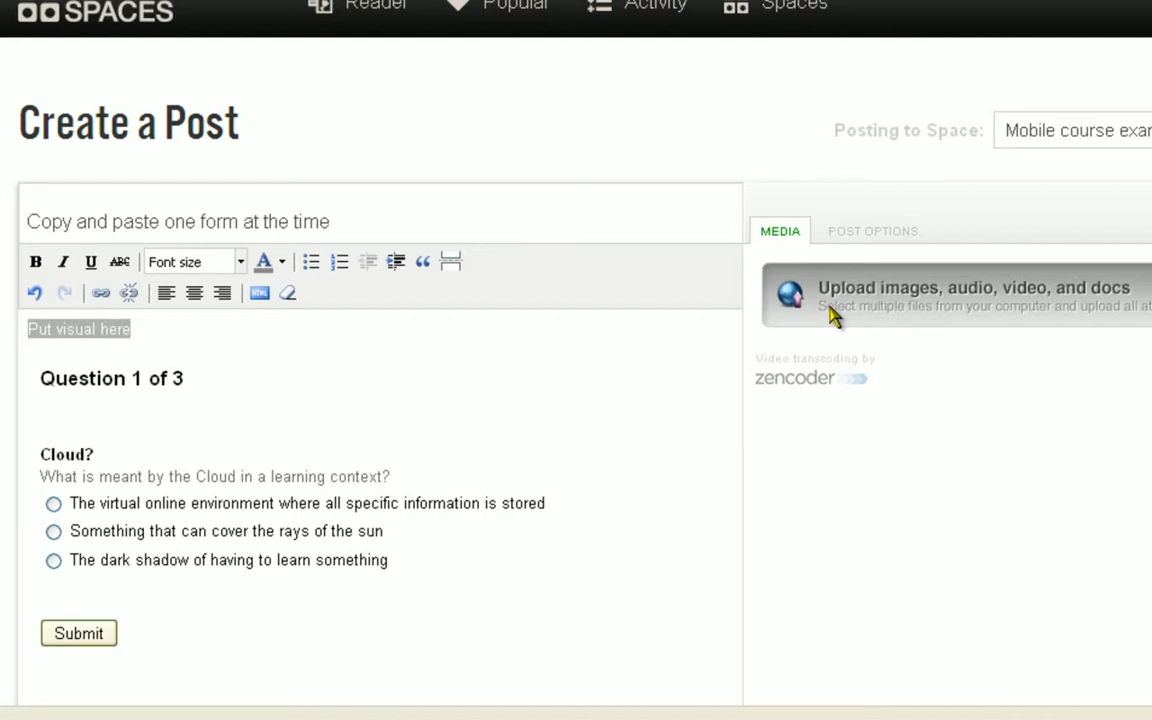 SPACES
Reader
Popular
Activity
Spaces
Create a Post
Posting to Space:
Mobile course exar
Copy and paste one form at the time
MEDIA
POST OPTIONS
B I U ABC Font size A
HTML
Upload images, audio, video, and docs
Select multiple files from your computer and upload all at
Put visual here
Video transcoding by
zencoder
Question 1 of 3
Cloud?
What is meant by the Cloud in a learning context?
The virtual online environment where all specific information is stored
Something that can cover the rays of the sun
The dark shadow of having to learn something
Submit